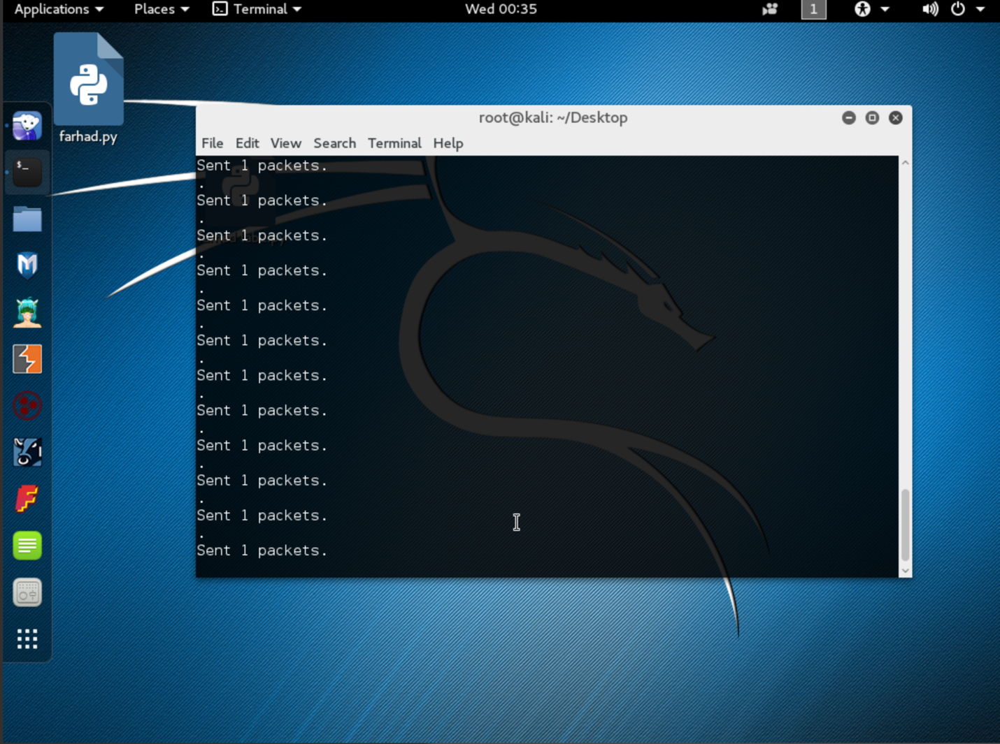 Applications Places Terminal Wed 00:35 1
farhad.py
root@kali: ~/Desktop
File Edit View Search Terminal Help
Sent 1 packets.
.
Sent 1 packets.
.
Sent 1 packets.
.
Sent 1 packets.
.
Sent 1 packets.
.
Sent 1 packets.
.
Sent 1 packets.
.
Sent 1 packets.
.
Sent 1 packets.
.
Sent 1 packets.
.
Sent 1 packets.
.
Sent 1 packets.
$_